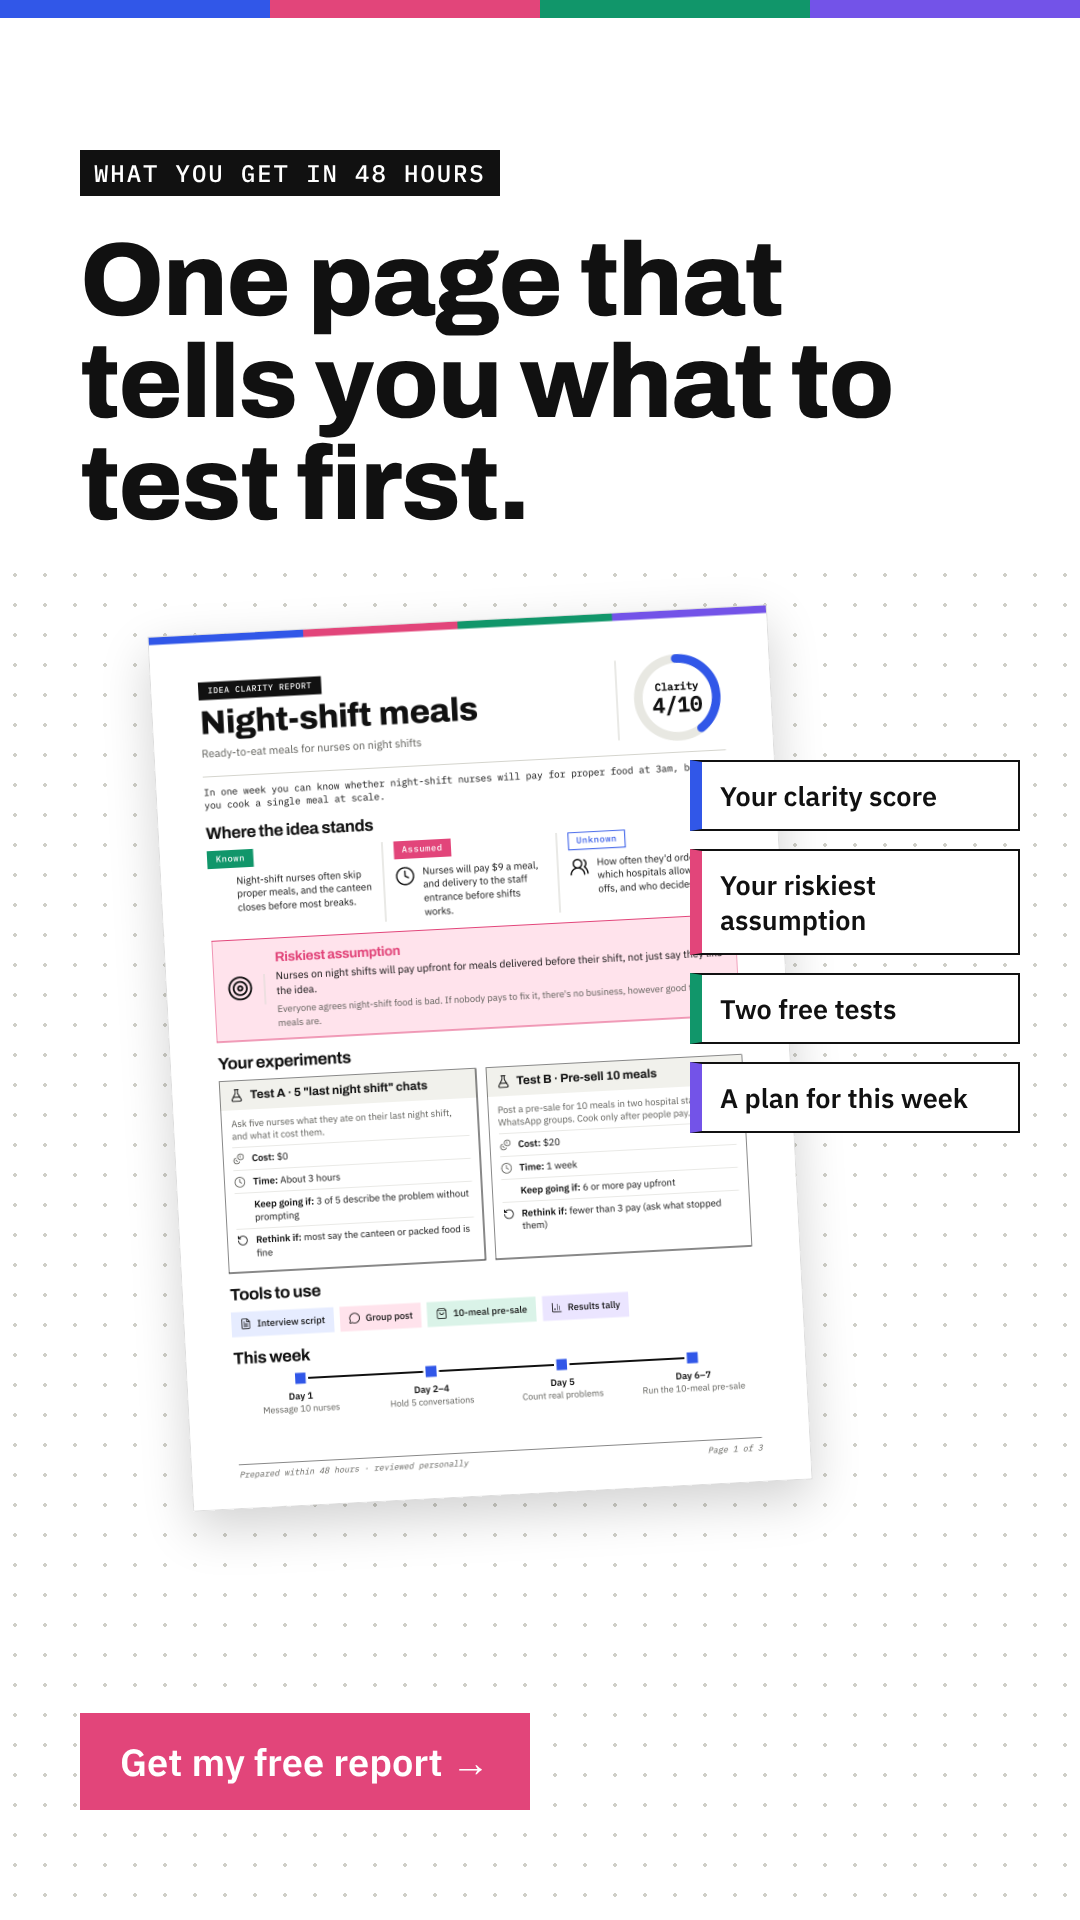 WHAT YOU GET IN 48 HOURS
One page that
tells you what to
test first.
IDEA CLARITY REPORT
Night-shift meals
Ready-to-eat meals for nurses on night shifts
Clarity
4/10
In one week you can know whether night-shift nurses will pay for proper food at 3am,
you cook a single meal at scale.
Where the idea stands
Known
Night-shift nurses often skip
proper meals, and the canteen
closes before most breaks.
Assumed
Nurses will pay $9 a meal,
and delivery to the staff
entrance before shifts
works.
Unknown
How often they'd
which hospitals
offs, and who
Riskiest assumption
Nurses on night shifts will pay upfront for meals delivered before their shift, not just say
the idea.
Everyone agrees night-shift food is bad. If nobody pays to fix it, there's no business, however good
meals are.
Your experiments
Test A · 5 "last night shift" chats
Ask five nurses what they ate on their last night shift,
and what it cost them.
Cost: $0
Time: About 3 hours
Keep going if: 3 of 5 describe the problem without
prompting
Rethink if: most say the canteen or packed food is
fine
Test B · Pre-sell 10 meals
Post a pre-sale for 10 meals in two hospital
WhatsApp groups. Cook only after people pay.
Cost: $20
Time: 1 week
Keep going if: 6 or more pay upfront
Rethink if: fewer than 3 pay (ask what stopped
them)
Tools to use
Interview script
Group post
10-meal pre-sale
Results tally
This week
Day 1
Message 10 nurses
Day 2–4
Hold 5 conversations
Day 5
Count real problems
Day 6–7
Run the 10-meal pre-sale
Prepared within 48 hours · reviewed personally
Page 1 of 3
Your clarity score
Your riskiest
assumption
Two free tests
A plan for this week
Get my free report →